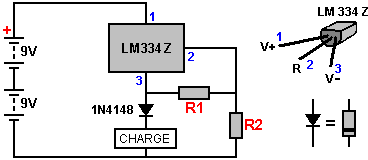 LM 334 Z
1
+
9V
LM334 Z
2
V+ 1
R 2 3
V-
3
9V
1N4148
R1
R2
CHARGE
=